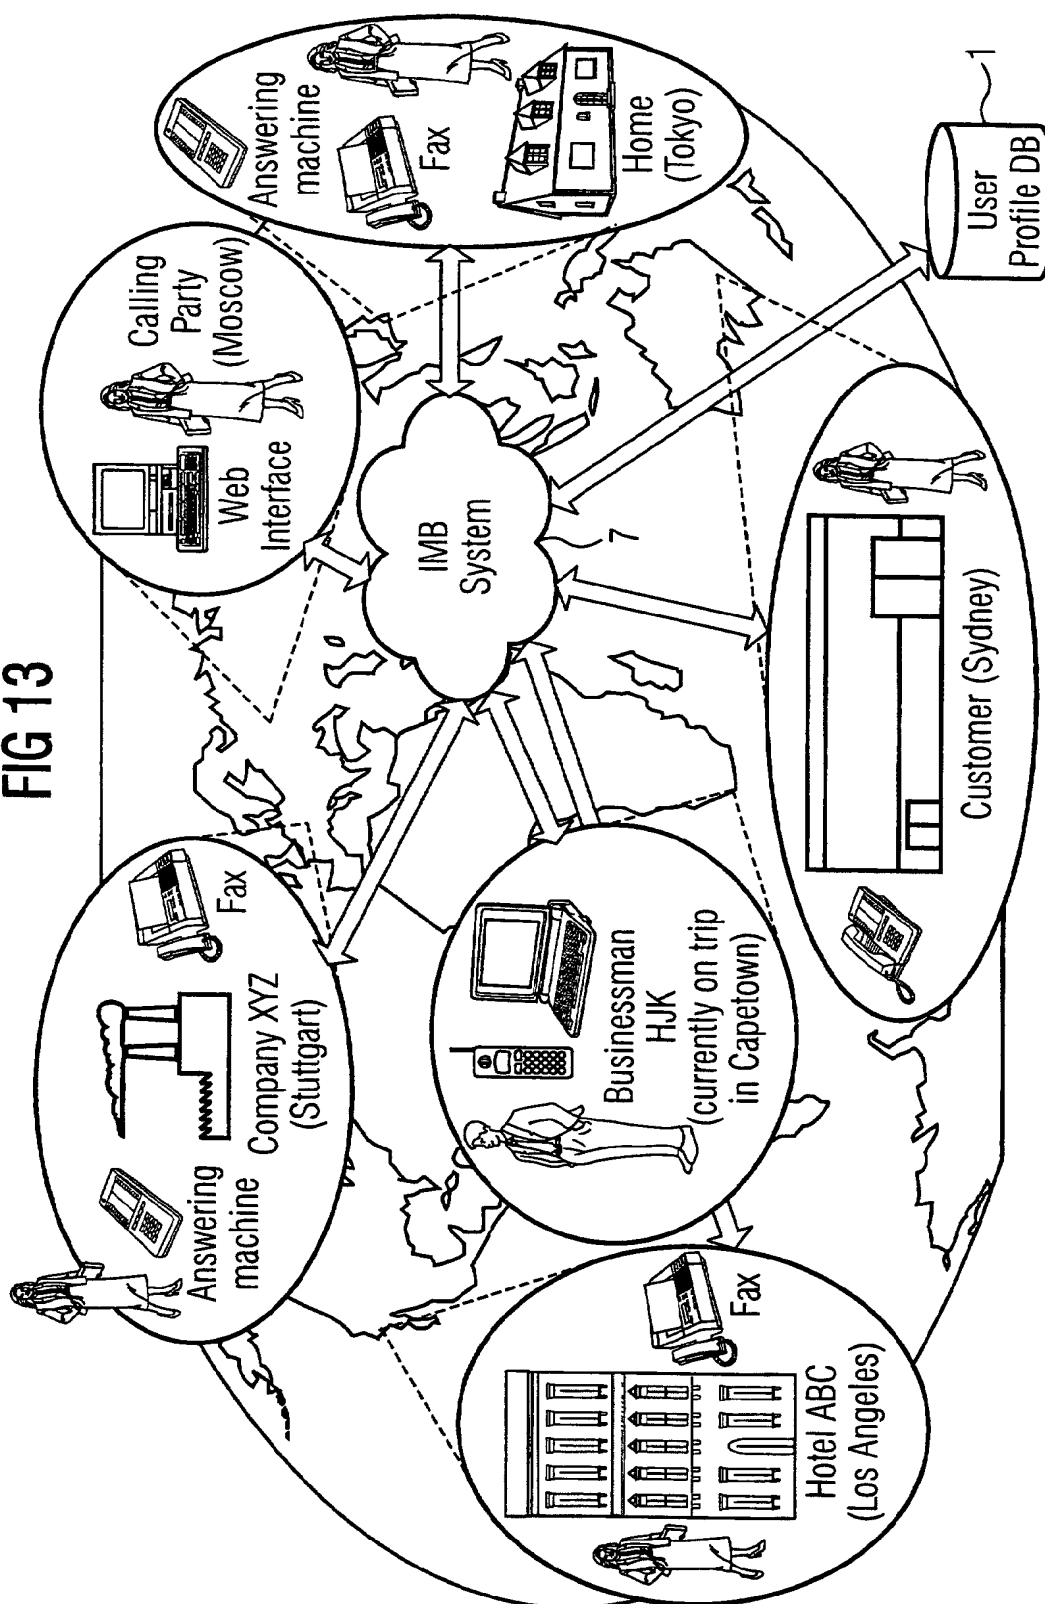 FIG 13
Answering
machine
Company XYZ
(Stuttgart)
Fax
Web
Interface
Calling
Party
(Moscow)
Answering
machine
Fax
Home
(Tokyo)
IMB
System
7
Businessman
HJK
(currently on trip
in Capetown)
Hotel ABC
(Los Angeles)
Fax
Customer (Sydney)
User
Profile DB
1